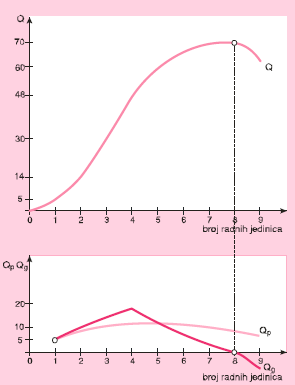 Q
70
60
46
30
14
5
Q
0 1 2 3 4 5 6 7 8 9
broj radnih jedinica
Qp Qg
20
10
5
Qp
0 1 2 3 4 5 6 7 8 9
Qg
broj radnih jedinica